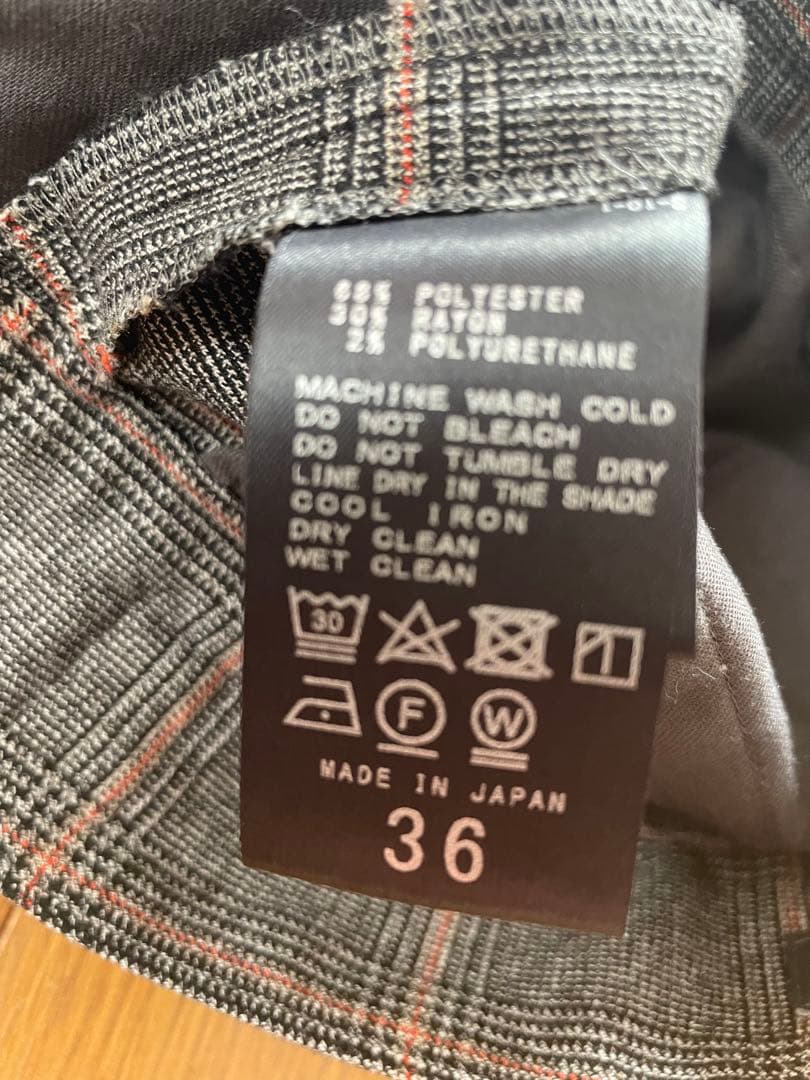 68% POLYESTER
30% RAYON
2% POLYURETHANE
MACHINE WASH COLD
DO NOT BLEACH
DO NOT TUMBLE DRY
LINE DRY IN THE SHADE
COOL IRON
DRY CLEAN
WET CLEAN
30
F W
MADE IN JAPAN
36